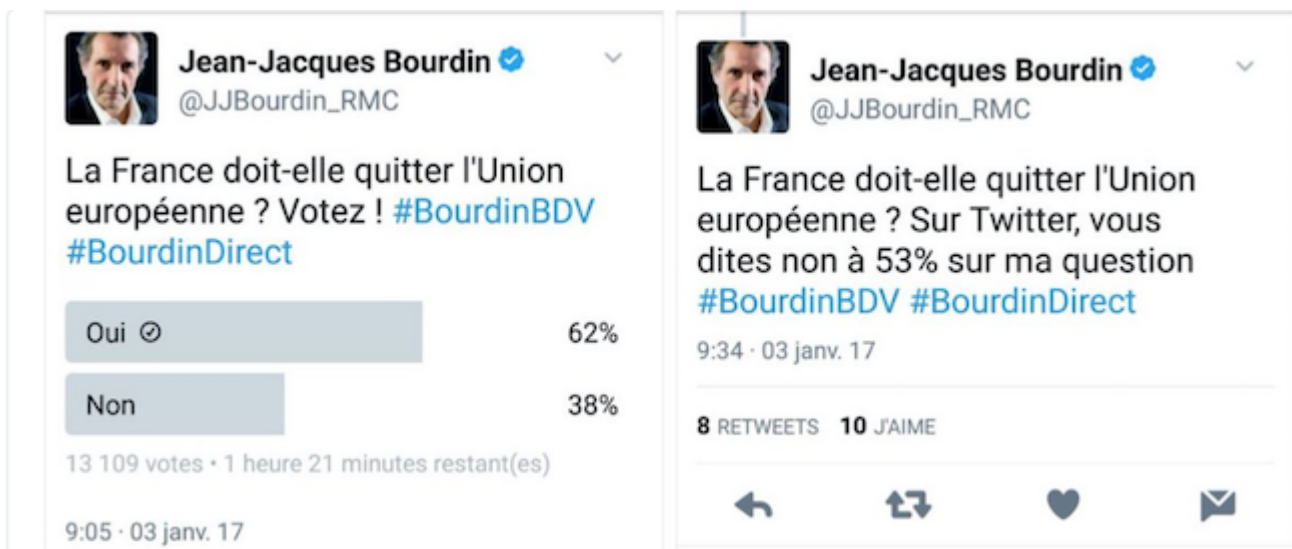 Jean-Jacques Bourdin
@JJBourdin_RMC
La France doit-elle quitter l'Union
européenne ? Votez ! #BourdinBDV
#BourdinDirect
Oui 62%
Non 38%
13 109 votes • 1 heure 21 minutes restant(es)
9:05 · 03 janv. 17
Jean-Jacques Bourdin
@JJBourdin_RMC
La France doit-elle quitter l'Union
européenne ? Sur Twitter, vous
dites non à 53% sur ma question
#BourdinBDV #BourdinDirect
9:34 · 03 janv. 17
8 RETWEETS 10 J'AIME